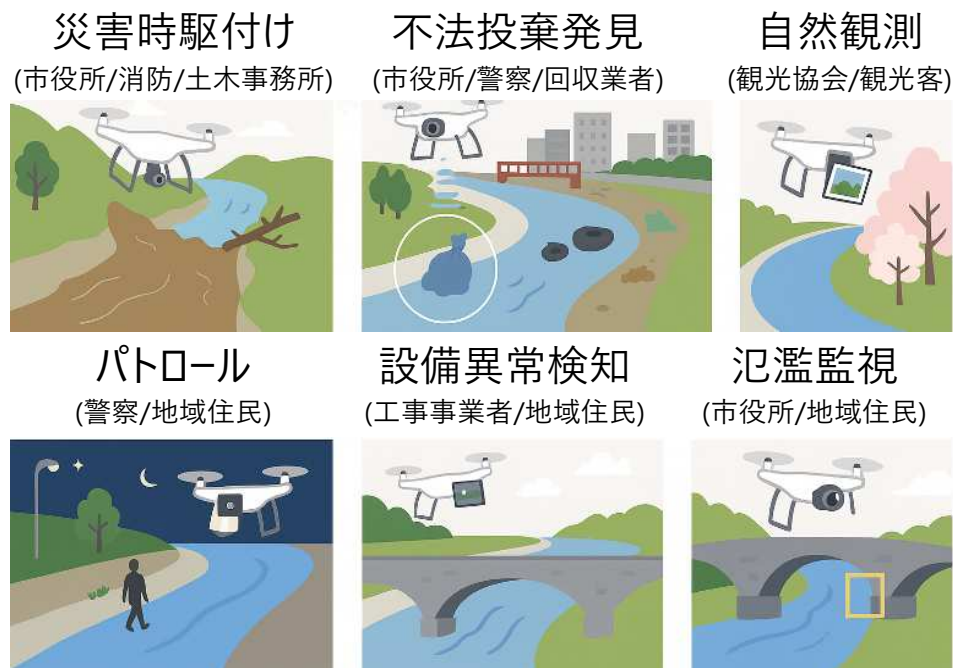 災害時駆付け
(市役所/消防/土木事務所)
不法投棄発見
(市役所/警察/回収業者)
自然観測
(観光協会/観光客)
パトロール
(警察/地域住民)
設備異常検知
(工事事業者/地域住民)
氾濫監視
(市役所/地域住民)